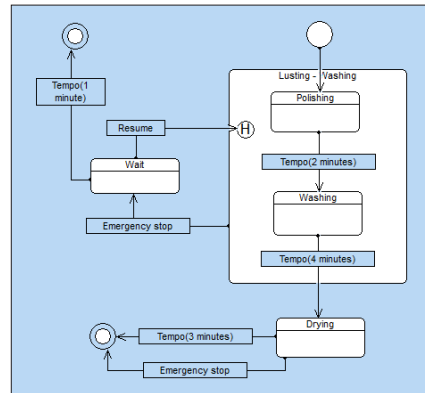 Tempo(1
minute)
Lusting - Washing
Polishing
Resume
H
Tempo(2 minutes)
Wait
Washing
Emergency stop
Tempo(4 minutes)
Drying
Tempo(3 minutes)
Emergency stop